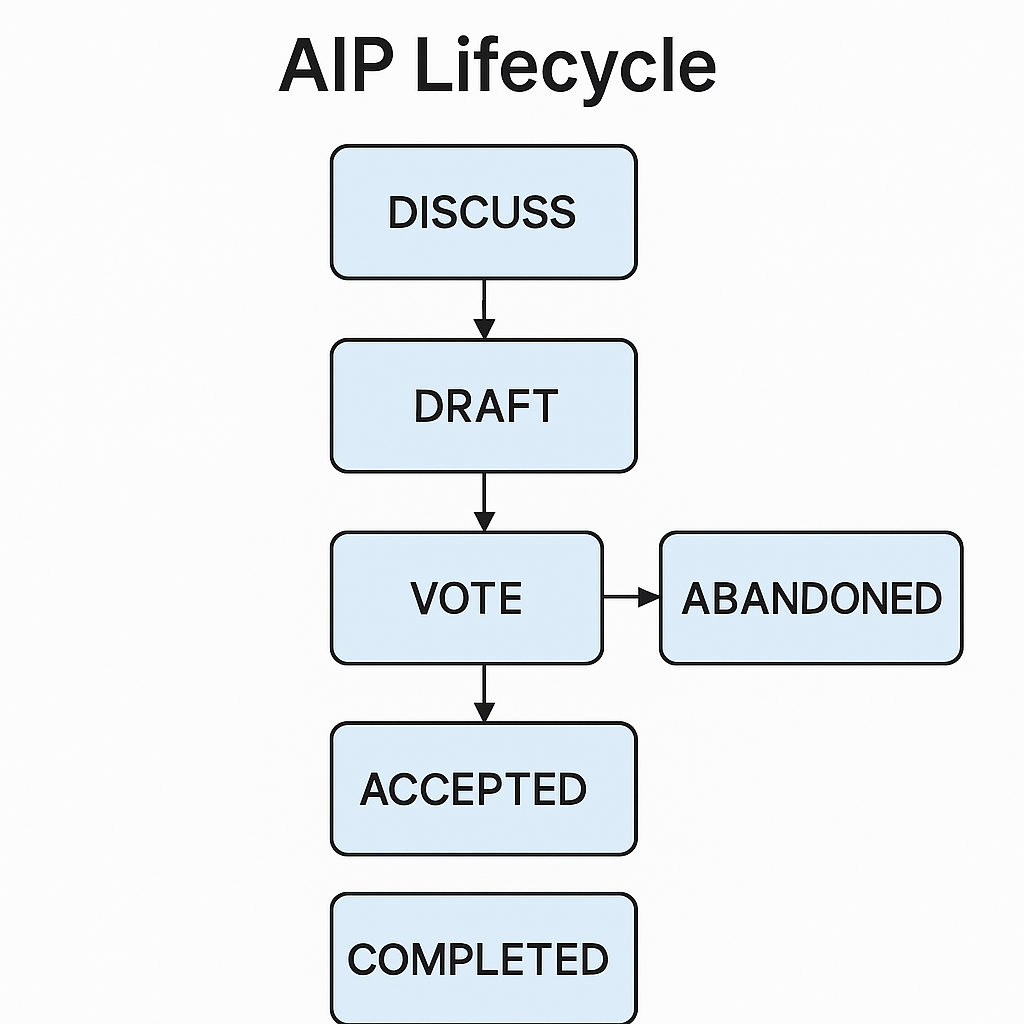 AIP Lifecycle
DISCUSS
DRAFT
VOTE
ABANDONED
ACCEPTED
COMPLETED